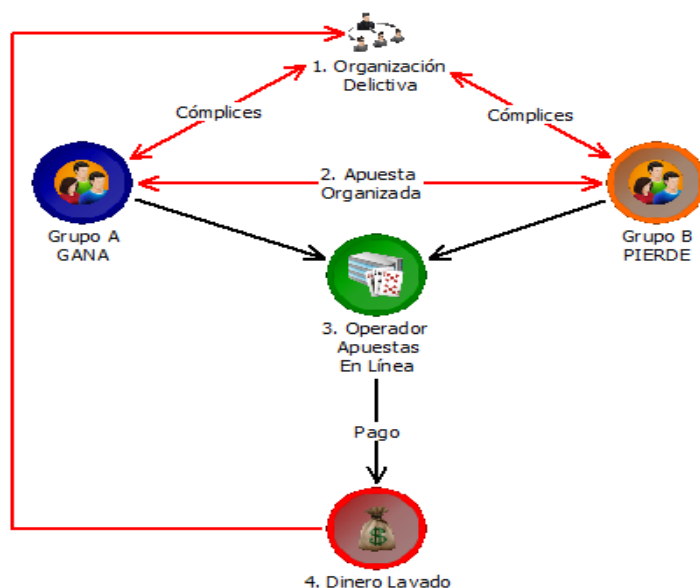 1. Organización
Delictiva
Cómplices
Cómplices
2. Apuesta
Organizada
Grupo A
GANA
Grupo B
PIERDE
3. Operador
Apuestas
En Línea
Pago
4. Dinero Lavado